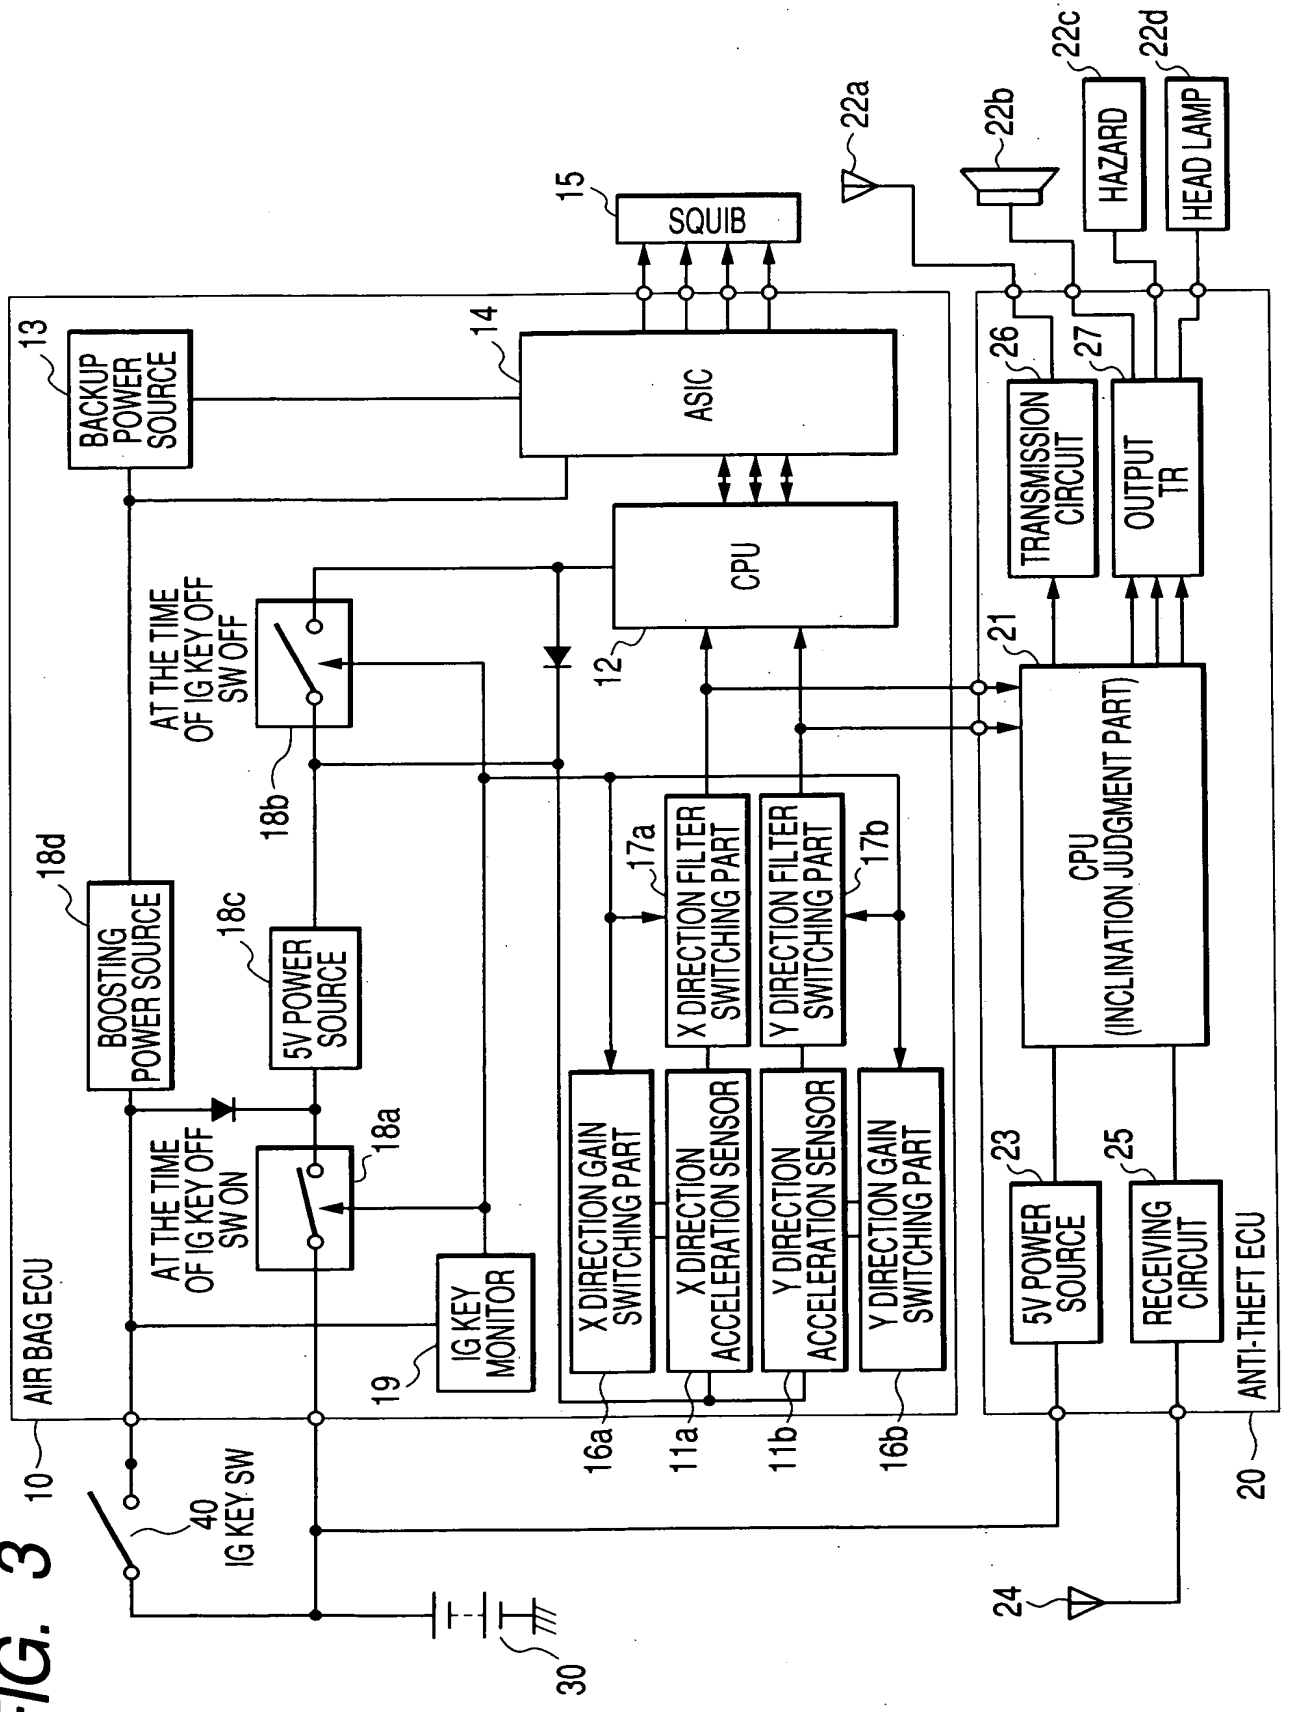 FIG. 3
10
AIR BAG ECU
40
IG KEY SW
30
18d
BOOSTING
POWER SOURCE
13
BACKUP
POWER
SOURCE
AT THE TIME
OF IG KEY OFF
SW ON
18a
18c
5V POWER
SOURCE
AT THE TIME
OF IG KEY OFF
SW OFF
18b
14
ASIC
15
SQUIB
19
IG KEY
MONITOR
12
CPU
16a
X DIRECTION GAIN
SWITCHING PART
11a
X DIRECTION
ACCELERATION SENSOR
17a
X DIRECTION FILTER
SWITCHING PART
11b
Y DIRECTION
ACCELERATION SENSOR
Y DIRECTION FILTER
SWITCHING PART
17b
16b
Y DIRECTION GAIN
SWITCHING PART
22a
22b
22c
HAZARD
22d
HEAD LAMP
24
23
5V POWER
SOURCE
25
RECEIVING
CIRCUIT
21
CPU
(INCLINATION JUDGMENT PART)
26
TRANSMISSION
CIRCUIT
27
OUTPUT
TR
20
ANTI-THEFT ECU